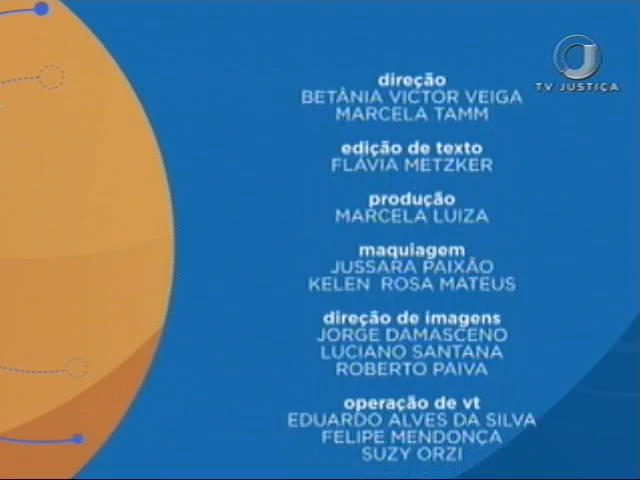 TV JUSTIÇA
direção
BETÂNIA VICTOR VEIGA
MARCELA TAMM
edição de texto
FLÁVIA METZKER
produção
MARCELA LUIZA
maquiagem
JUSSARA PAIXÃO
KELEN ROSA MATEUS
direção de imagens
JORGE DAMASCENO
LUCIANO SANTANA
ROBERTO PAIVA
operação de vt
EDUARDO ALVES DA SILVA
FELIPE MENDONÇA
SUZY ORZI